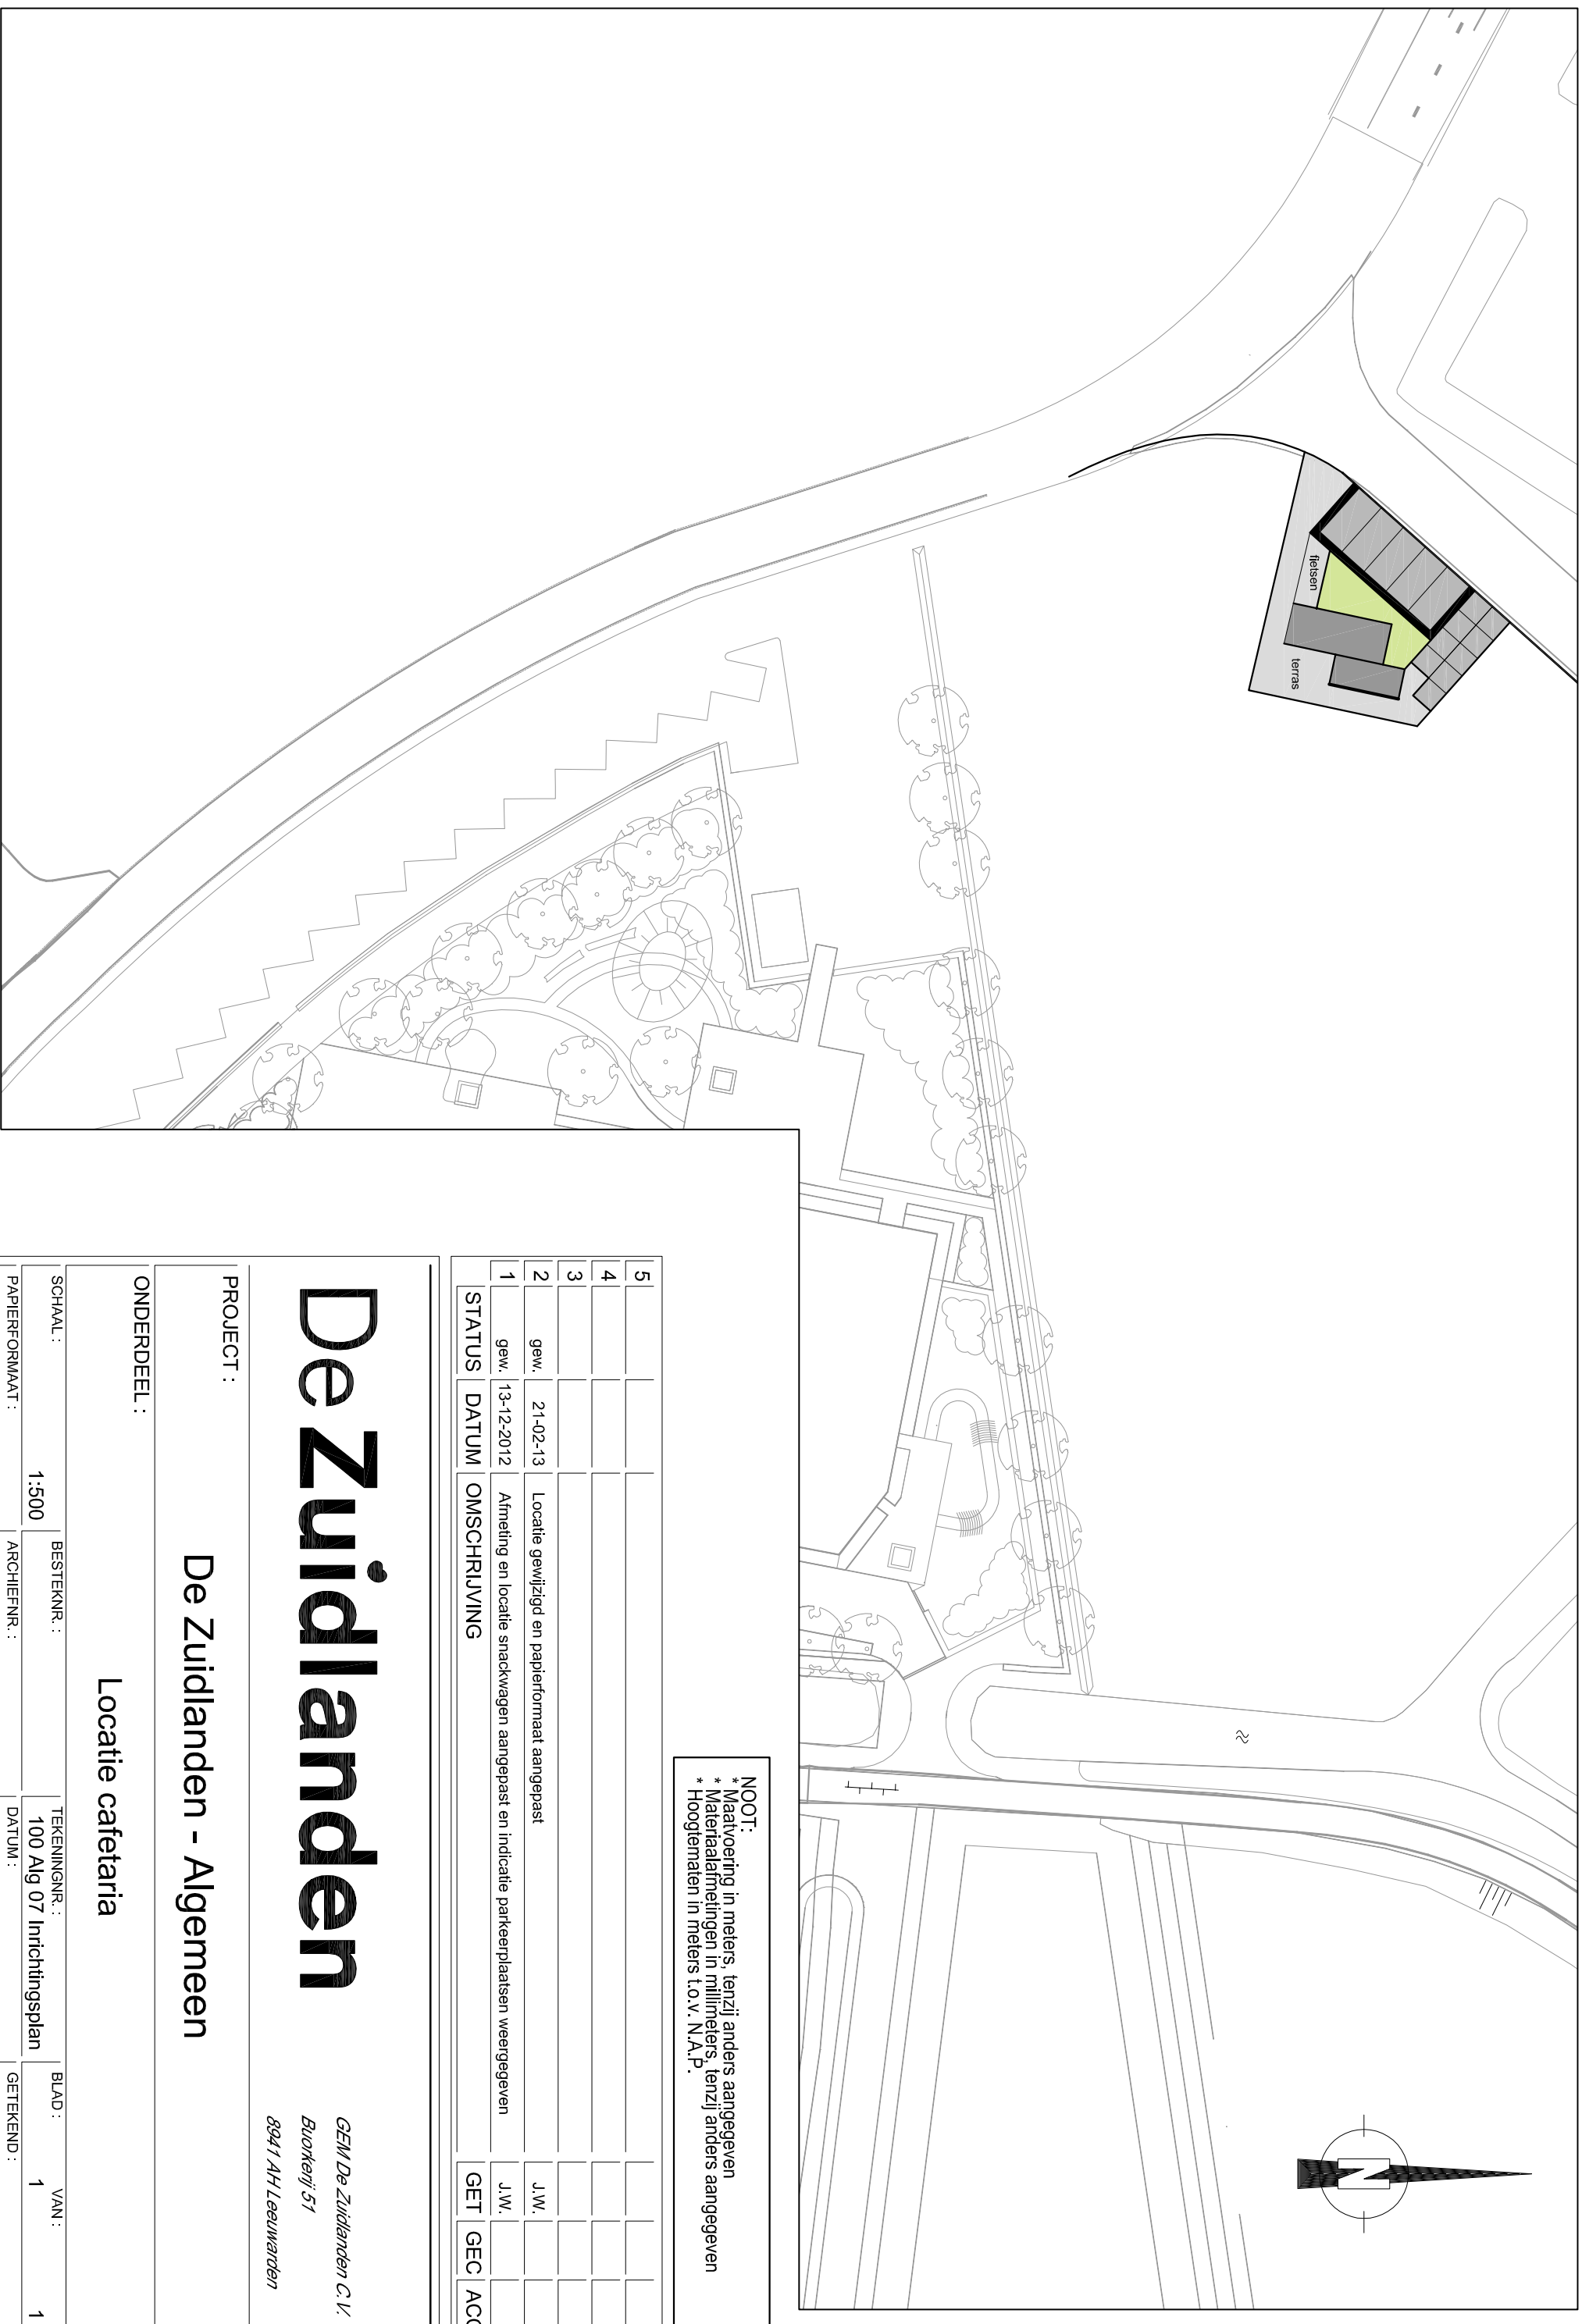 fietsen
terras
N
NOOT:
* Maatvoering in meters, tenzij anders aangegeven
* Materiaalafmetingen in millimeters, tenzij anders aangegeven
* Hoogtematen in meters t.o.v. N.A.P.
5
4
3
2 gew. 21-02-13 Locatie gewijzigd en papierformaat aangepast J.W.
1 gew. 13-12-2012 Afmeting en locatie snackwagen aangepast en indicatie parkeerplaatsen weergegeven J.W.
STATUS DATUM OMSCHRIJVING GET GEC
De Zuidlanden
GEM De Zuidlanden C.V.
Buorkerij 51
8941 AH Leeuwarden
PROJECT :
De Zuidlanden - Algemeen
ONDERDEEL :
Locatie cafetaria
SCHAAL : BESTEKNR. : TEKENINGNR. : BLAD : VAN :
1:500 100 Alg 07 Inrichtingsplan 1 1
PAPIERFORMAAT : ARCHIEFNR. : DATUM : GETEKEND :